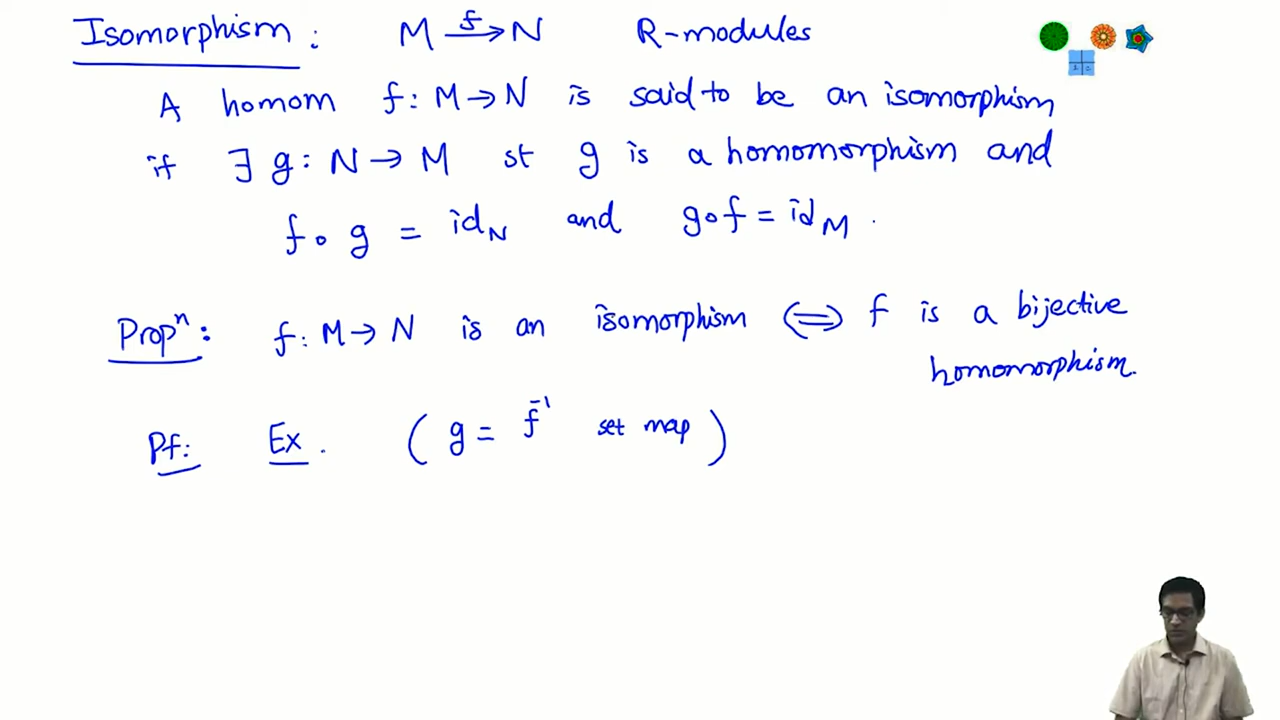 Isomorphism : M →f N R-modules
A homom f: M → N is said to be an isomorphism
if ∃ g: N → M st g is a homomorphism and
f ∘ g = id_N and g∘f = id_M .
Propⁿ: f: M → N is an isomorphism ⟺ f is a bijective
homomorphism.
Pf: Ex. ( g = f⁻¹ set map )